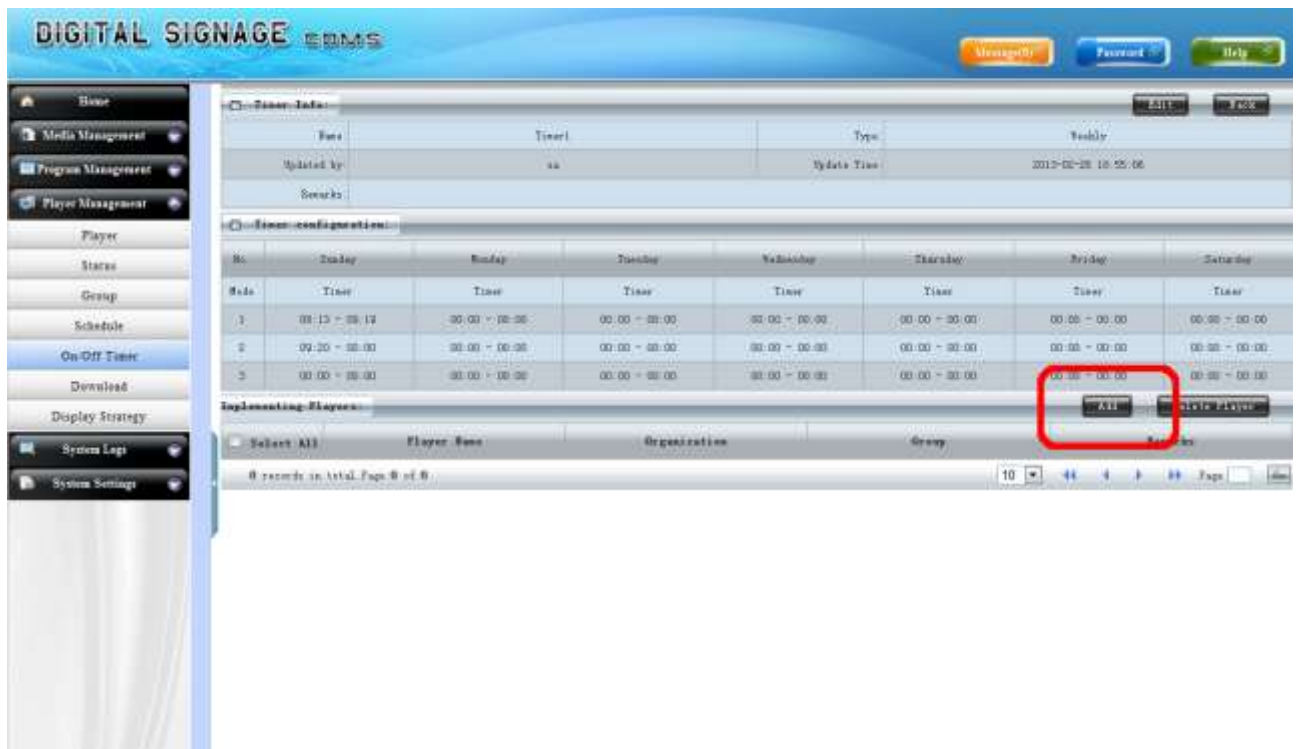 DIGITAL SIGNAGE CDMS
Message(0) Password Help
Home
Media Management
Program Management
Player Management
Player
Status
Group
Schedule
On/Off Timer
Download
Display Strategy
System Logs
System Settings
Timer Info: Edit Back
Name Timer1 Type Weekly
Updated by sa Update Time
Remarks
Timer configuration:
No. Sunday Monday Tuesday Wednesday Thursday Friday Saturday
Mode Timer Timer Timer Timer Timer Timer Timer
1 00:00 - 00:00 00:00 - 00:00 00:00 - 00:00 00:00 - 00:00 00:00 - 00:00 00:00 - 00:00
2 09:20 - 00:00 00:00 - 00:00 00:00 - 00:00 00:00 - 00:00 00:00 - 00:00 00:00 - 00:00 00:00 - 00:00
3 00:00 - 00:00 00:00 - 00:00 00:00 - 00:00 00:00 - 00:00 00:00 - 00:00 00:00 - 00:00 00:00 - 00:00
Implementing Players: Add Delete Player
Select All Player Name Organization Group Remarks
0 records in total Page 0 of 0 10 Page